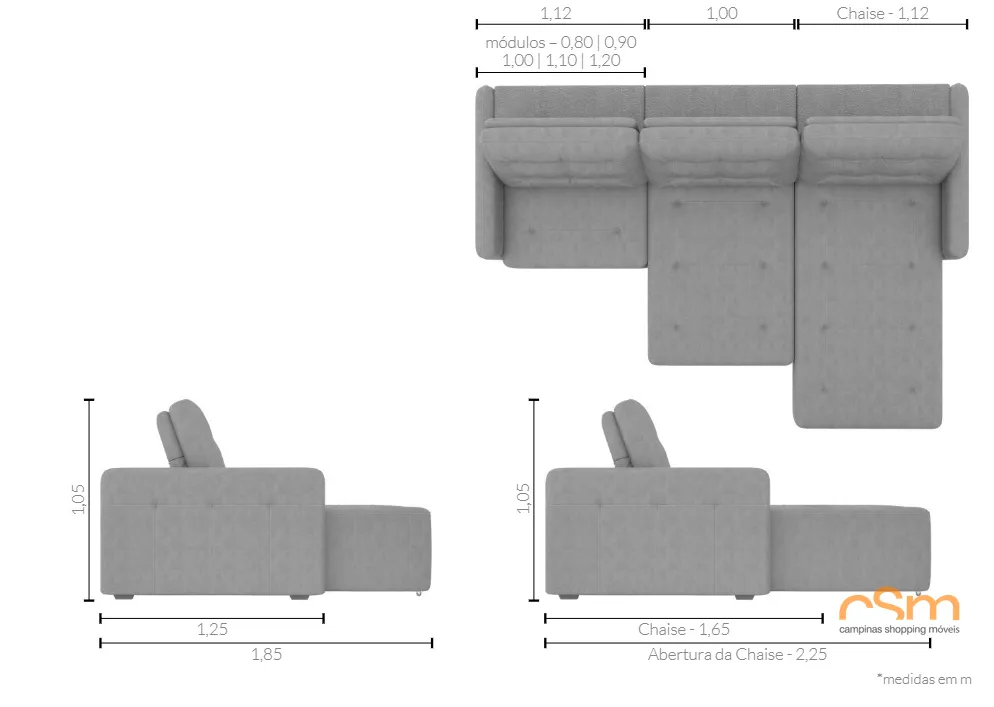 1,12
1,00
Chaise - 1,12
módulos – 0,80 | 0,90
1,00 | 1,10 | 1,20
1,05
1,25
1,85
1,05
Chaise - 1,65
Abertura da Chaise - 2,25
rsm
campinas shopping móveis
*medidas em m